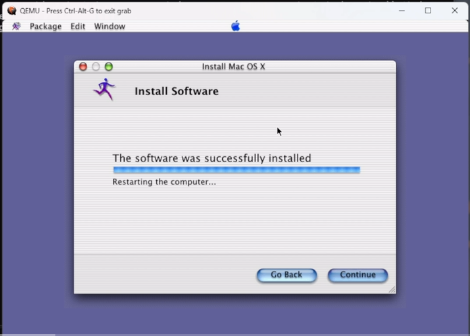 QEMU - Press Ctrl-Alt-G to exit grab
Package Edit Window
Install Mac OS X
Install Software
The software was successfully installed
Restarting the computer...
Go Back Continue